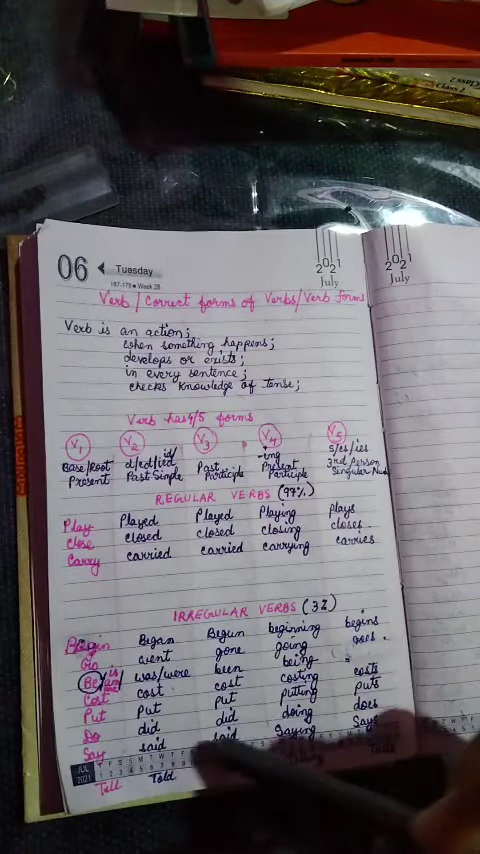 Class 2
06 Tuesday
187-178 ★ Week 28
2021
July
2021
July
Verb / Correct forms of Verbs/Verb forms
Verb is an action;
when something happens;
develops or exists;
in every sentence;
checks knowledge of tense;
Verb has 4/5 forms
V1 V2 V3 V4 V5
Base/Root d/ed/ied Past -ing s/es/ies
Present Past Simple Participle Present Participle 3rd Person Singular
REGULAR VERBS (97%)
Play Played Played Playing plays
Close closed closed closing closes.
Carry carried carried carrying carries
IRREGULAR VERBS (3%)
Begin Began Begun beginning begins
Go went gone going goes.
Be is was/were been being =
Cost cost cost costing costs
Put Put put putting puts
Do did did doing does
Say said said saying says
JUL 2021
Tell Told